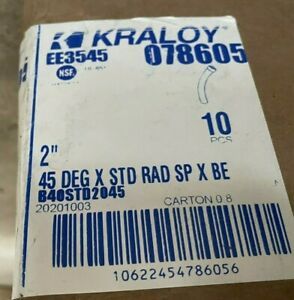 KRALOY
EE3545 078605
NSF
10
PCS
2"
45 DEG X STD RAD SP X BE
B40STD2045
20201003 CARTON 0.8
10622454786056